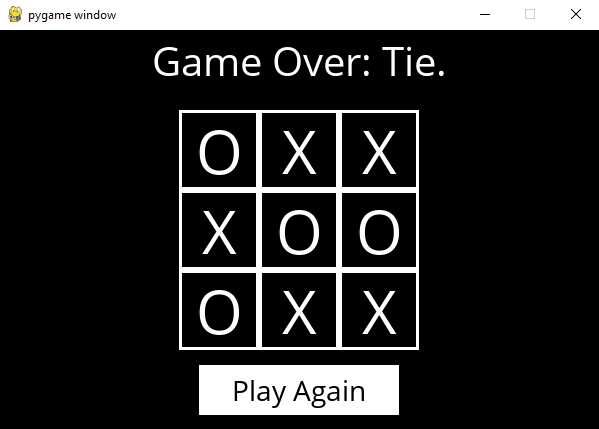 pygame window
Game Over: Tie.
O X X
X O O
O X X
Play Again